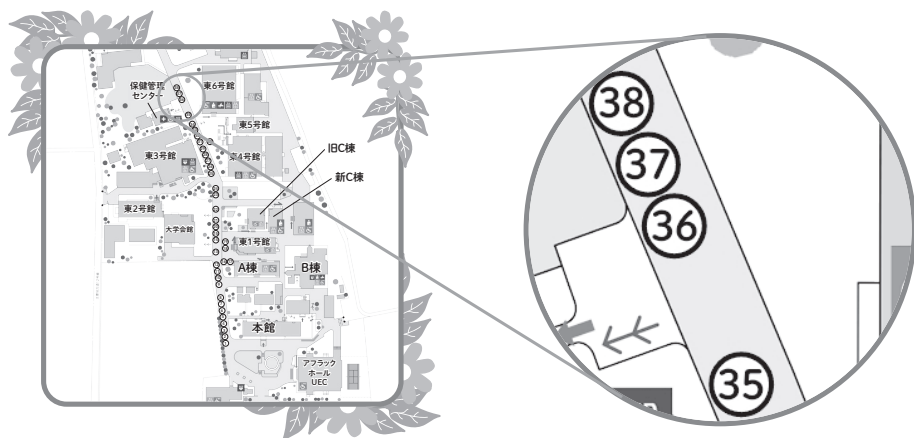 保健管理
センター
東6号館
東5号館
東3号館
東4号館
旧C棟
新C棟
東2号館
大学会館
東1号館
A棟
B棟
本館
アフラック
ホール
UEC
38
37
36
35